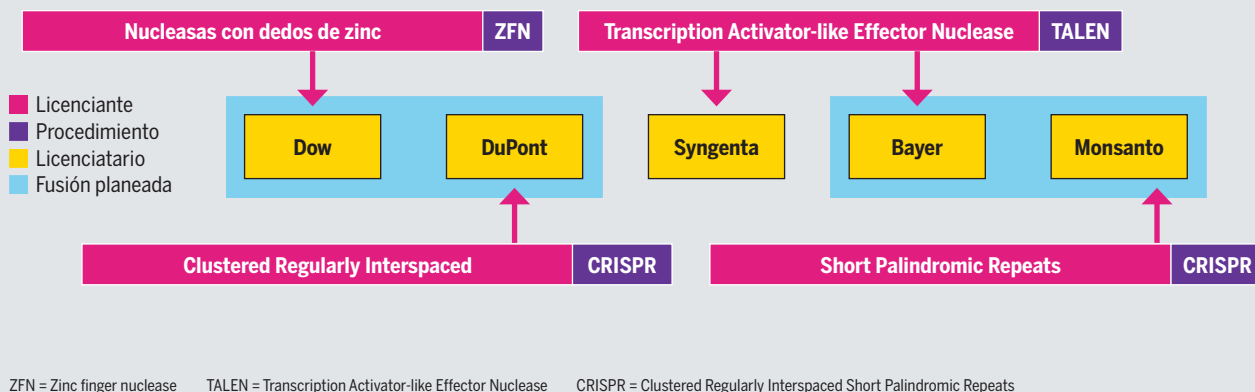 Nucleasas con dedos de zinc ZFN
Transcription Activator-like Effector Nuclease TALEN
Licenciante
Procedimiento
Licenciatario
Fusión planeada
Dow
DuPont
Syngenta
Bayer
Monsanto
Clustered Regularly Interspaced CRISPR
Short Palindromic Repeats CRISPR
ZFN = Zinc finger nuclease TALEN = Transcription Activator-like Effector Nuclease CRISPR = Clustered Regularly Interspaced Short Palindromic Repeats